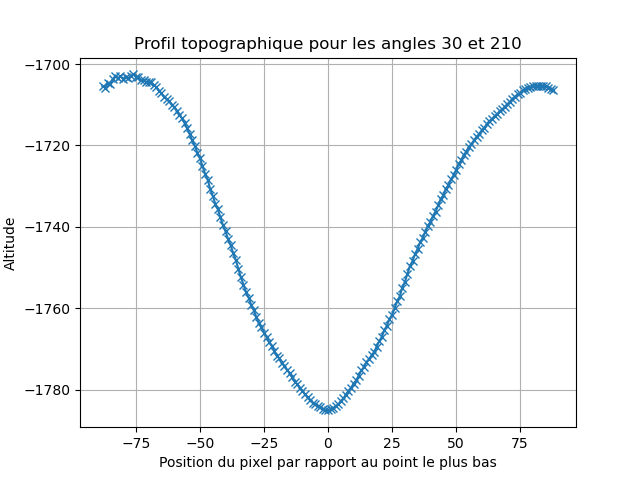 Profil topographique pour les angles 30 et 210
−1700
−1720
−1740
−1760
−1780
Altitude
−75 −50 −25 0 25 50 75
Position du pixel par rapport au point le plus bas